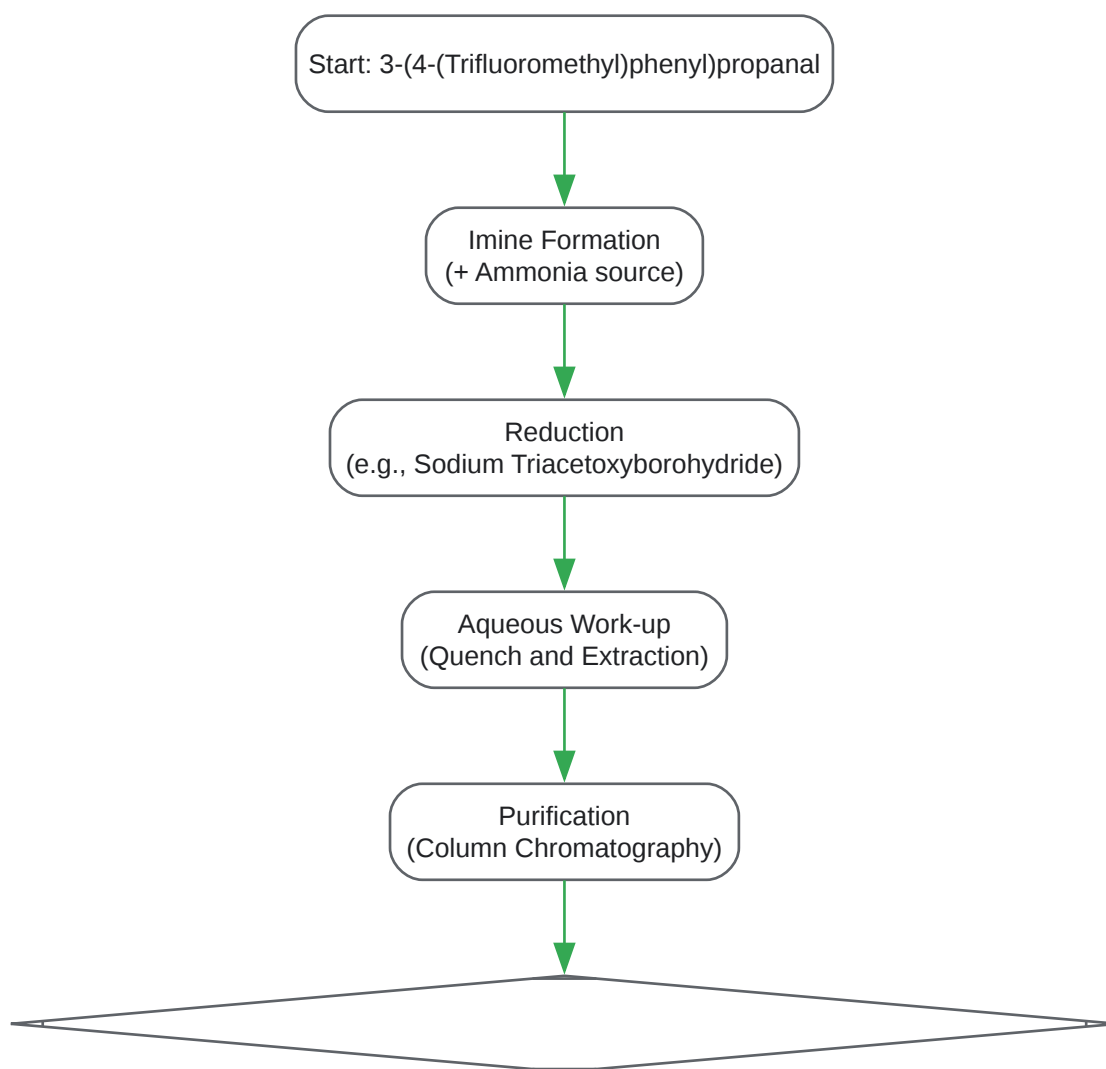 Start: 3-(4-(Trifluoromethyl)phenyl)propanal
Imine Formation
(+ Ammonia source)
Reduction
(e.g., Sodium Triacetoxyborohydride)
Aqueous Work-up
(Quench and Extraction)
Purification
(Column Chromatography)